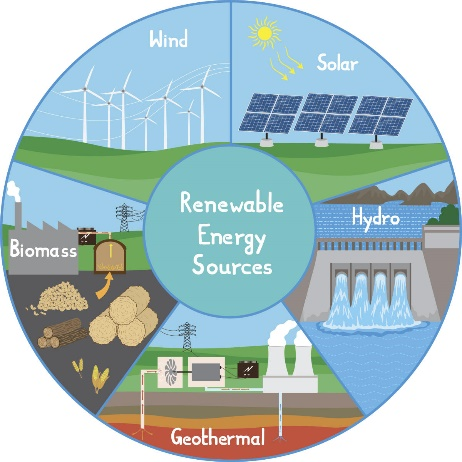 Wind
Solar
Renewable
Energy
Sources
Hydro
Biomass
Geothermal